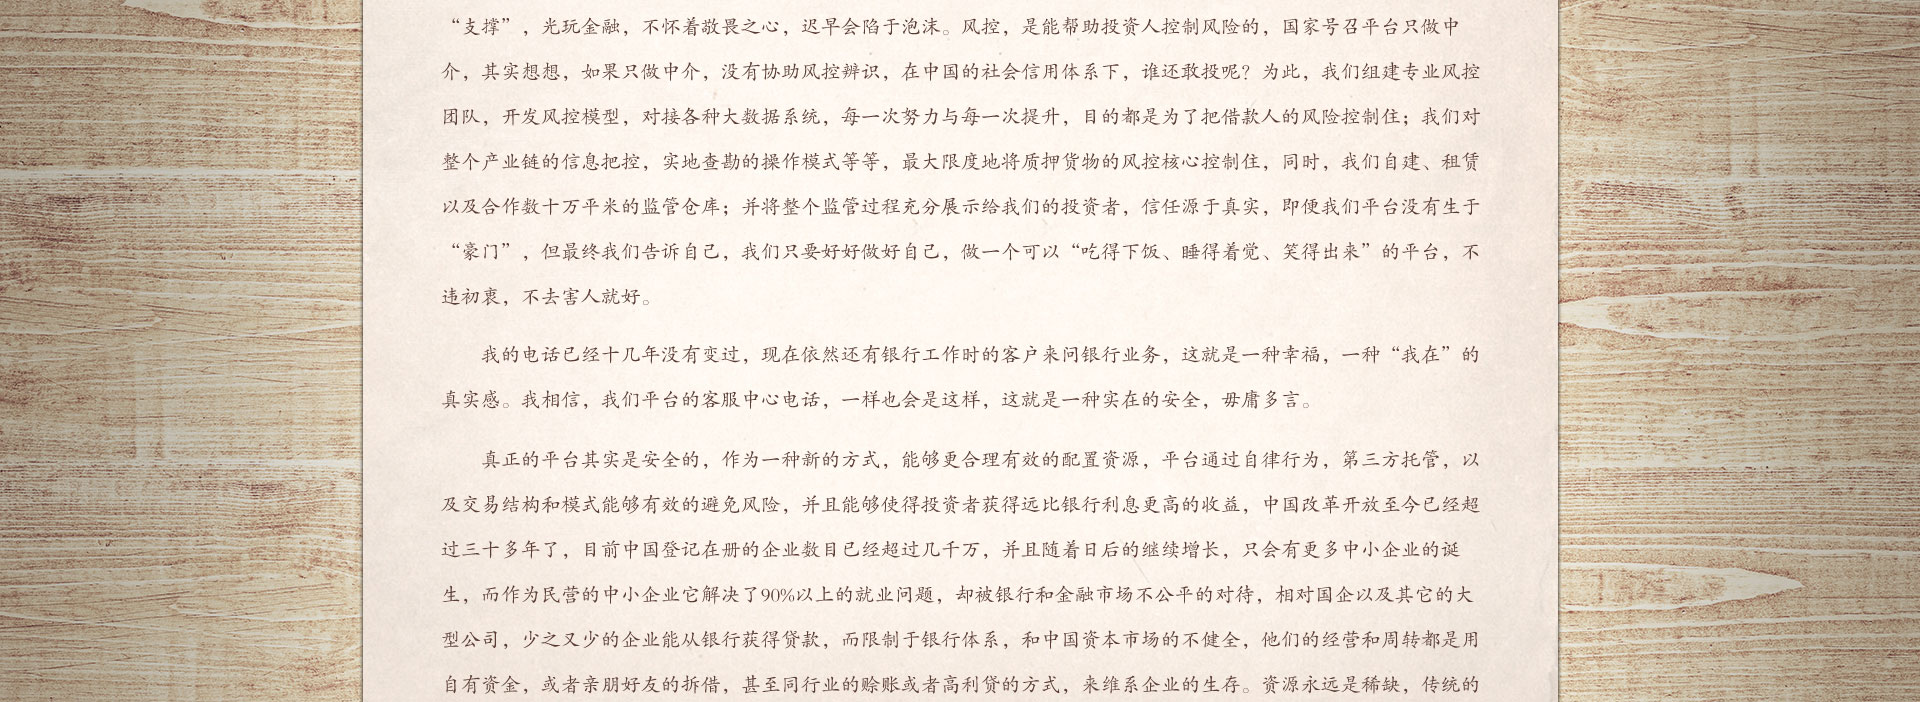 “支撑”，光玩金融，不怀着敬畏之心，迟早会陷于泡沫。风控，是能帮助投资人控制风险的，国家号召平台只做中
介，其实想想，如果只做中介，没有协助风控辨识，在中国的社会信用体系下，谁还敢投呢？为此，我们组建专业风控
团队，开发风控模型，对接各种大数据系统，每一次努力与每一次提升，目的都是为了把借款人的风险控制住；我们对
整个产业链的信息把控，实地查勘的操作模式等等，最大限度地将质押货物的风控核心控制住，同时，我们自建、租赁
以及合作数十万平米的监管仓库；并将整个监管过程充分展示给我们的投资者，信任源于真实，即便我们平台没有生于
“豪门”，但最终我们告诉自己，我们只要好好做好自己，做一个可以“吃得下饭、睡得着觉、笑得出来”的平台，不
违初衷，不去害人就好。
我的电话已经十几年没有变过，现在依然还有银行工作时的客户来问银行业务，这就是一种幸福，一种“我在”的
真实感。我相信，我们平台的客服中心电话，一样也会是这样，这就是一种实在的安全，毋庸多言。
真正的平台其实是安全的，作为一种新的方式，能够更合理有效的配置资源，平台通过自律行为，第三方托管，以
及交易结构和模式能够有效的避免风险，并且能够使得投资者获得远比银行利息更高的收益，中国改革开放至今已经超
过三十多年了，目前中国登记在册的企业数目已经超过几千万，并且随着日后的继续增长，只会有更多中小企业的诞
生，而作为民营的中小企业它解决了90%以上的就业问题，却被银行和金融市场不公平的对待，相对国企以及其它的大
型公司，少之又少的企业能从银行获得贷款，而限制于银行体系，和中国资本市场的不健全，他们的经营和周转都是用
自有资金，或者亲朋好友的拆借，甚至同行业的赊账或者高利贷的方式，来维系企业的生存。资源永远是稀缺，传统的